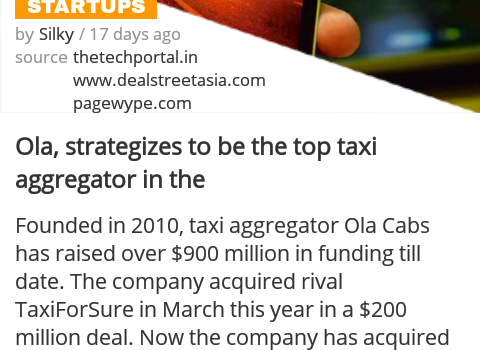 STARTUPS
by Silky / 17 days ago
source thetechportal.in
www.dealstreetasia.com
pagewype.com
Ola, strategizes to be the top taxi
aggregator in the
Founded in 2010, taxi aggregator Ola Cabs
has raised over $900 million in funding till
date. The company acquired rival
TaxiForSure in March this year in a $200
million deal. Now the company has acquired